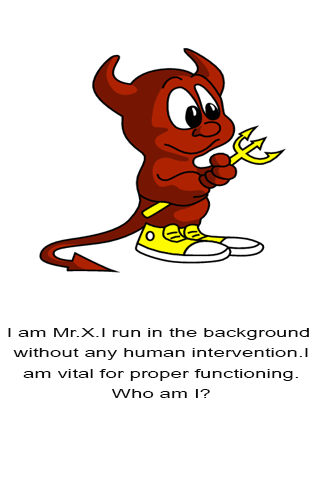 I am Mr.X.I run in the background
without any human intervention.I
am vital for proper functioning.
Who am I?